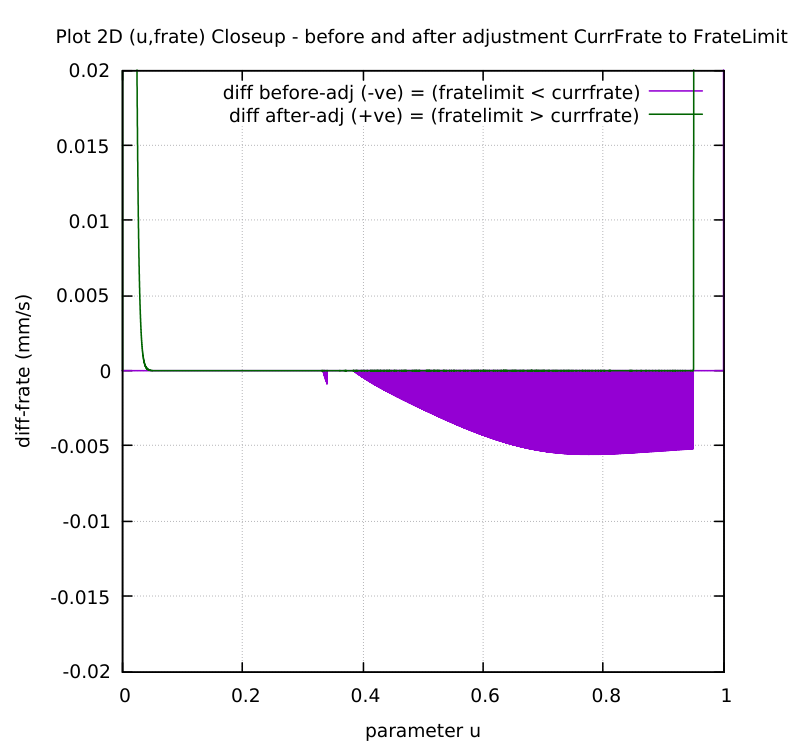 Plot 2D (u,frate) Closeup - before and after adjustment CurrFrate to FrateLimit
diff before-adj (-ve) = (fratelimit < currfrate)
diff after-adj (+ve) = (fratelimit > currfrate)
0.02
0.015
0.01
0.005
0
-0.005
-0.01
-0.015
-0.02
diff-frate (mm/s)
0 0.2 0.4 0.6 0.8 1
parameter u